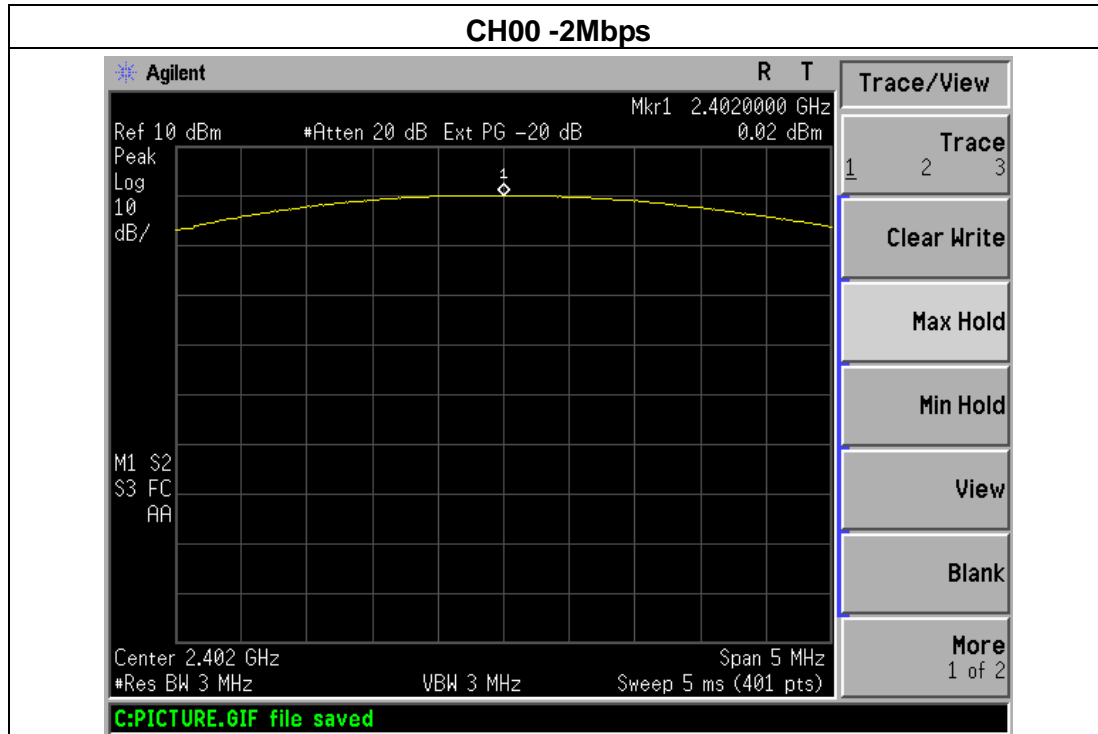 CH00 -2Mbps
Agilent R T
Mkr1 2.4020000 GHz
Ref 10 dBm #Atten 20 dB Ext PG -20 dB 0.02 dBm
Peak
Log
10
dB/
1
M1 S2
S3 FC
AA
Center 2.402 GHz Span 5 MHz
#Res BW 3 MHz VBW 3 MHz Sweep 5 ms (401 pts)
C:PICTURE.GIF file saved
Trace/View
Trace
1 2 3
Clear Write
Max Hold
Min Hold
View
Blank
More
1 of 2